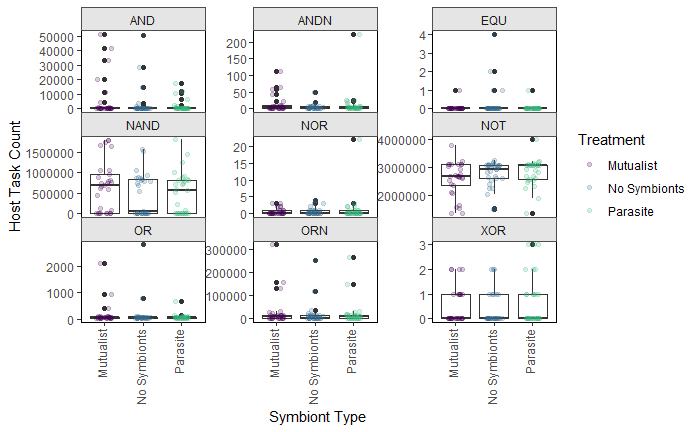 AND
ANDN
EQU
50000
40000
30000
20000
10000
0
200
150
100
50
0
4
3
2
1
0
NAND
NOR
NOT
1500000
1000000
500000
0
20
15
10
5
0
4000000
3000000
2000000
OR
ORN
XOR
2000
1000
0
300000
200000
100000
0
3
2
1
0
Mutualist
No Symbionts
Parasite
Mutualist
No Symbionts
Parasite
Mutualist
No Symbionts
Parasite
Host Task Count
Symbiont Type
Treatment
Mutualist
No Symbionts
Parasite